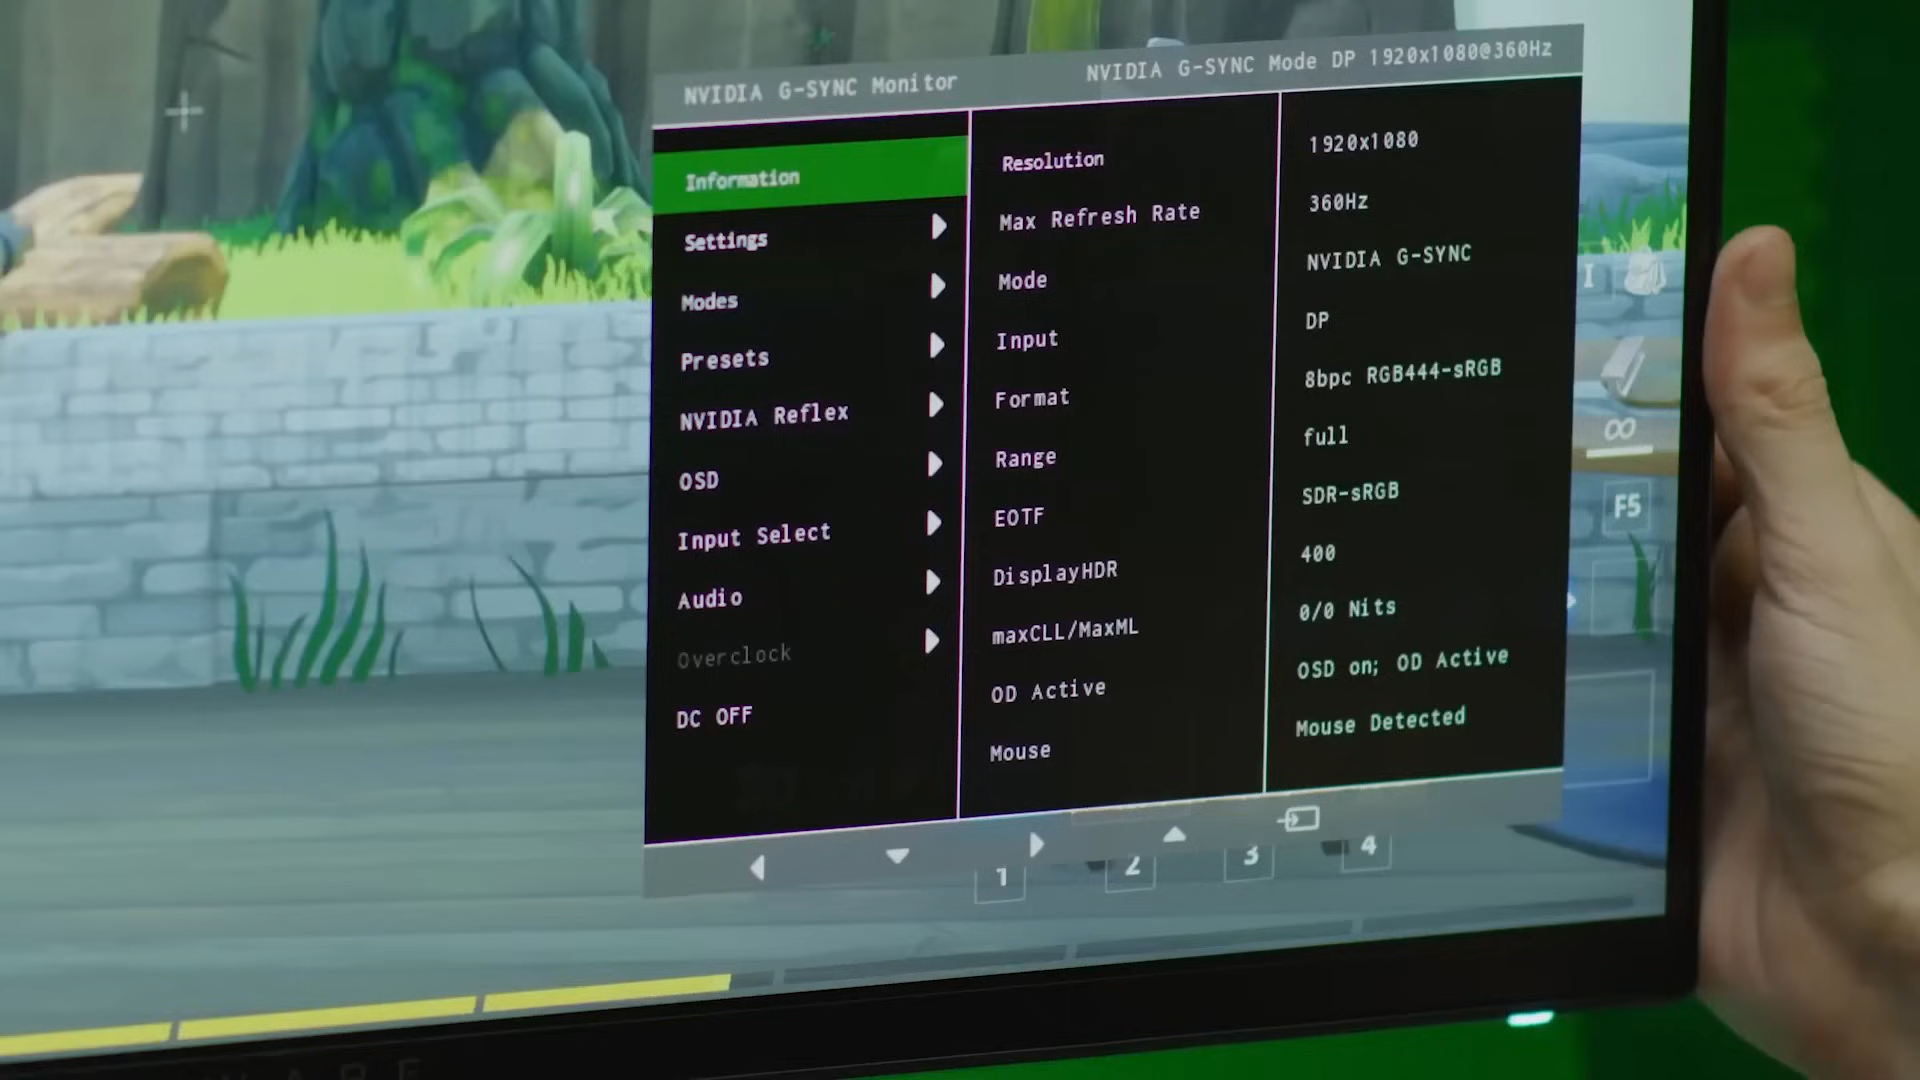 NVIDIA G-SYNC Monitor
NVIDIA G-SYNC Mode DP 1920x1080@360Hz
Information
Settings
Modes
Presets
NVIDIA Reflex
OSD
Input Select
Audio
Overclock
DC OFF
Resolution 1920x1080
Max Refresh Rate 360Hz
Mode NVIDIA G-SYNC
Input DP
Format 8bpc RGB444-sRGB
Range full
EOTF SDR-sRGB
DisplayHDR 400
maxCLL/MaxML 0/0 Nits
OD Active OSD on; OD Active
Mouse Mouse Detected
I
∞
F5
1 2 3 4